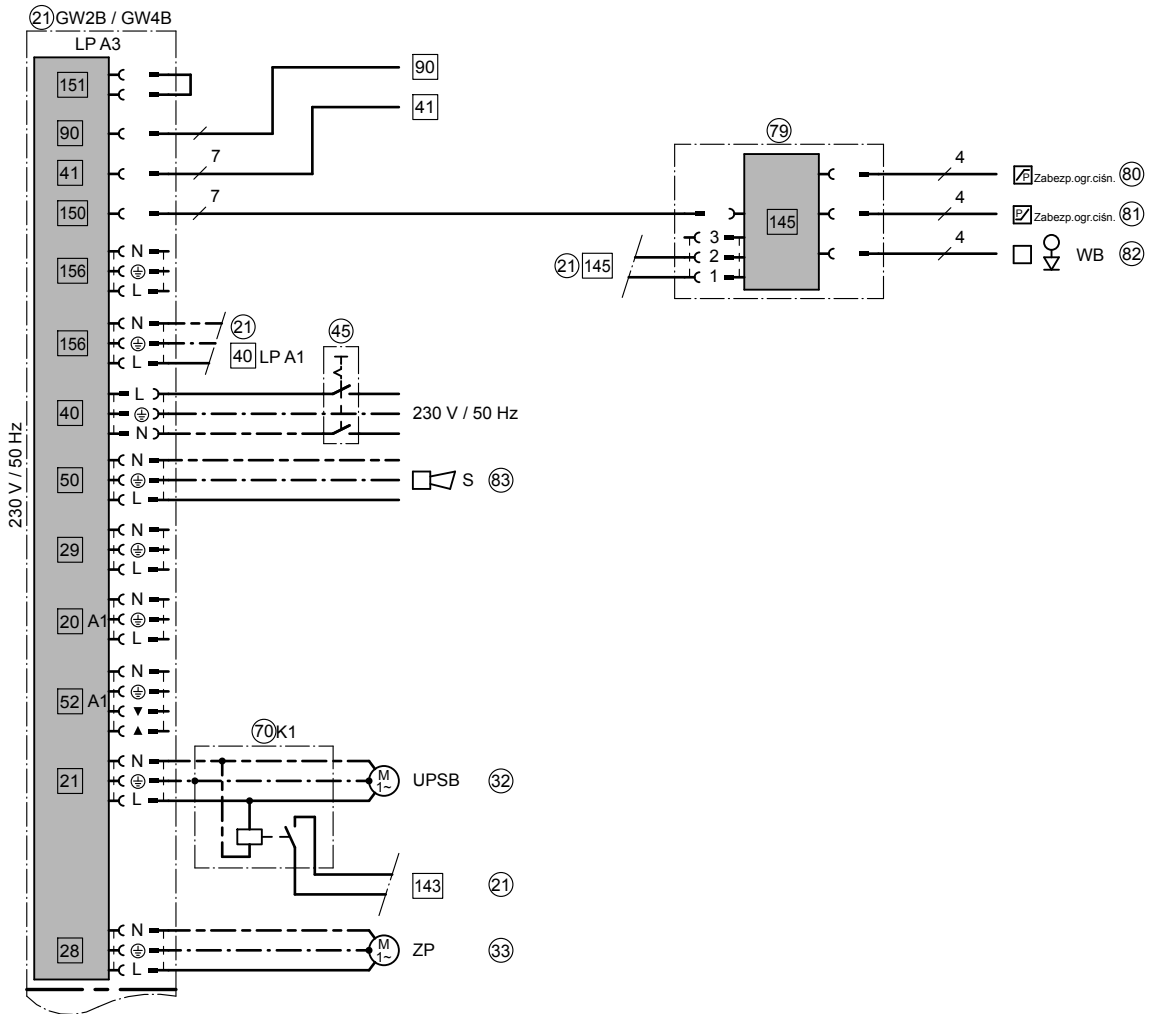 21 GW2B / GW4B
LP A3
151
90
90
41
41
7
79
150
7
145
4
Zabezp.ogr.ciśn. 80
4
P Zabezp.ogr.ciśn. 81
4
WB 82
3
2
1
21 145
N
156
L
N
156
L
21
40 LP A1
45
L
40
N
230 V / 50 Hz
230 V / 50 Hz
N
50
L
S 83
N
29
L
N
20 A1
L
N
52 A1
▼
▲
70 K1
N
21
L
M
1~
UPSB 32
143 21
N
28
L
M
1~
ZP 33